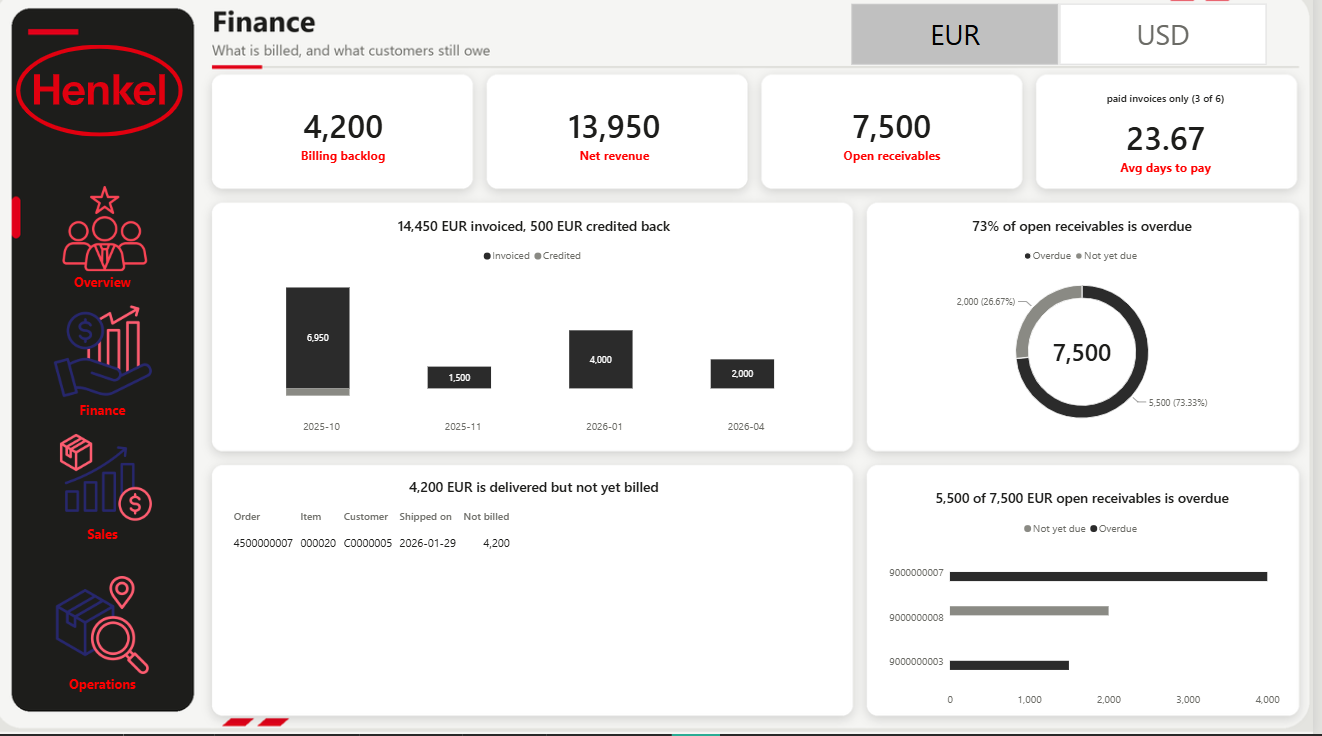 Henkel
Overview
Finance
Sales
Operations
Finance
What is billed, and what customers still owe
EUR USD
4,200
Billing backlog
13,950
Net revenue
7,500
Open receivables
paid invoices only (3 of 6)
23.67
Avg days to pay
14,450 EUR invoiced, 500 EUR credited back
Invoiced Credited
6,950
1,500
4,000
2,000
2025-10 2025-11 2026-01 2026-04
73% of open receivables is overdue
Overdue Not yet due
2,000 (26.67%)
7,500
5,500 (73.33%)
4,200 EUR is delivered but not yet billed
Order Item Customer Shipped on Not billed
4500000007 000020 C0000005 2026-01-29 4,200
5,500 of 7,500 EUR open receivables is overdue
Not yet due Overdue
9000000007
9000000008
9000000003
0 1,000 2,000 3,000 4,000